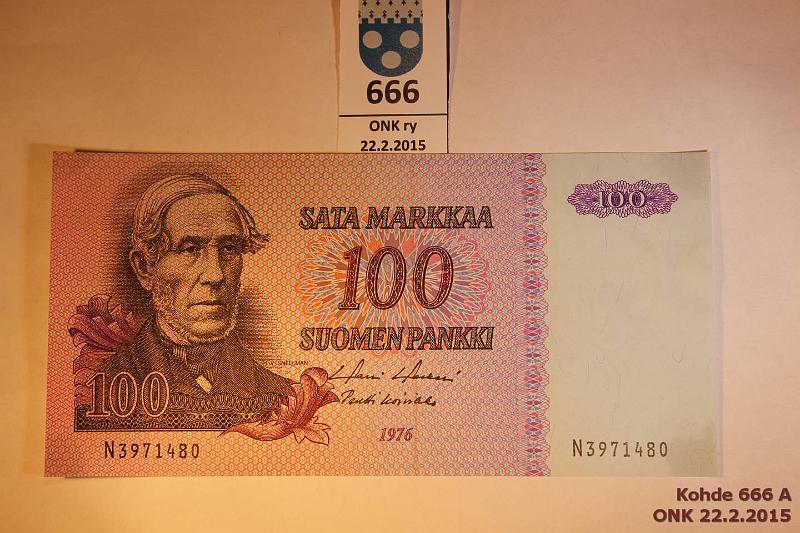 666
ONK ry
22.2.2015
SATA MARKKAA
100
100
SUOMEN PANKKI
SNELLMAN
100
1976
N3971480
N3971480
Kohde 666 A
ONK 22.2.2015